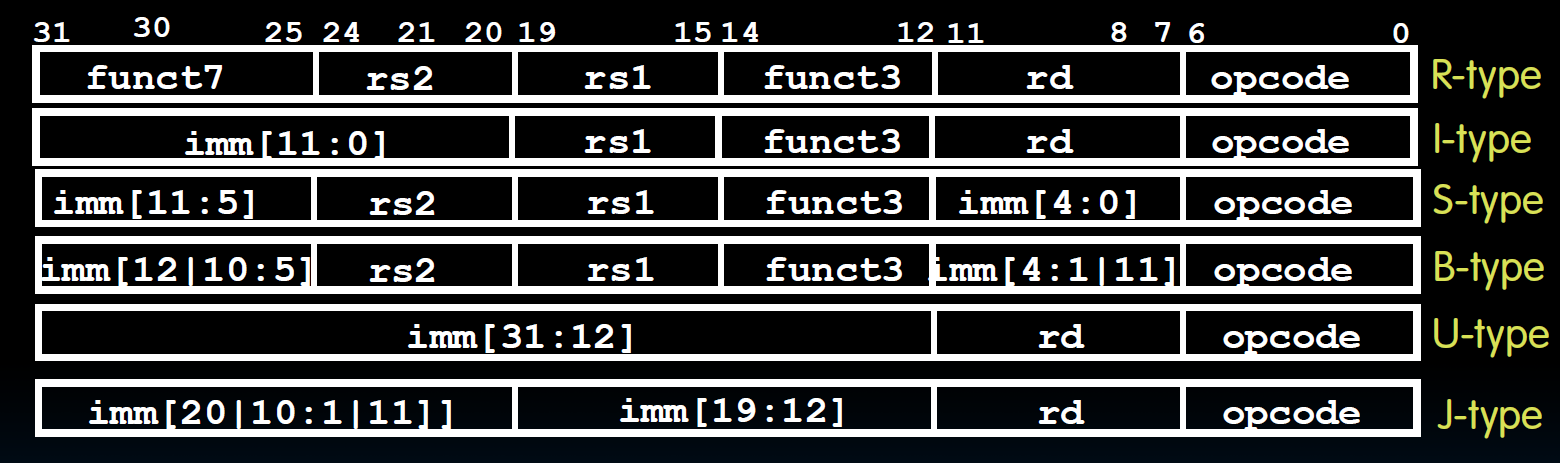 31 30 25 24 21 20 19 15 14 12 11 8 7 6 0
funct7 rs2 rs1 funct3 rd opcode R-type
imm[11:0] rs1 funct3 rd opcode I-type
imm[11:5] rs2 rs1 funct3 imm[4:0] opcode S-type
imm[12|10:5] rs2 rs1 funct3 imm[4:1|11] opcode B-type
imm[31:12] rd opcode U-type
imm[20|10:1|11]] imm[19:12] rd opcode J-type